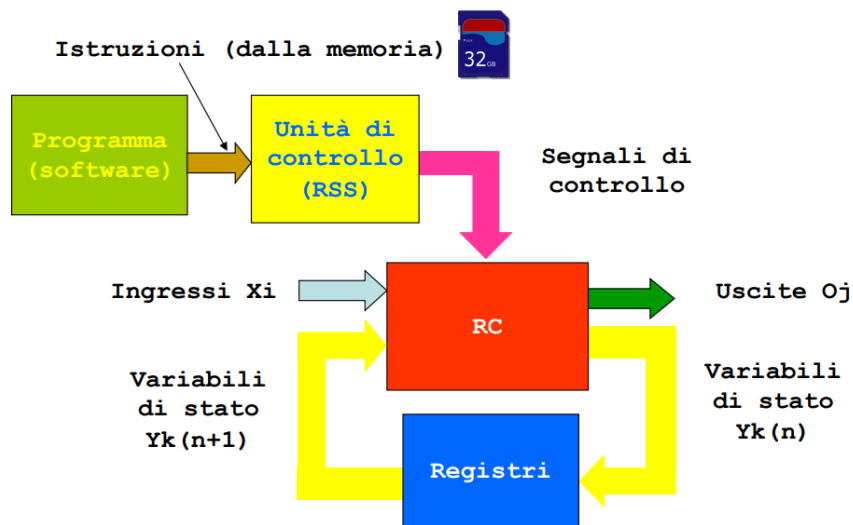 Istruzioni (dalla memoria)
32GB
Programma
(software)
Unità di
controllo
(RSS)
Segnali di
controllo
Ingressi Xi
RC
Uscite Oj
Variabili
di stato
Yk(n+1)
Variabili
di stato
Yk(n)
Registri